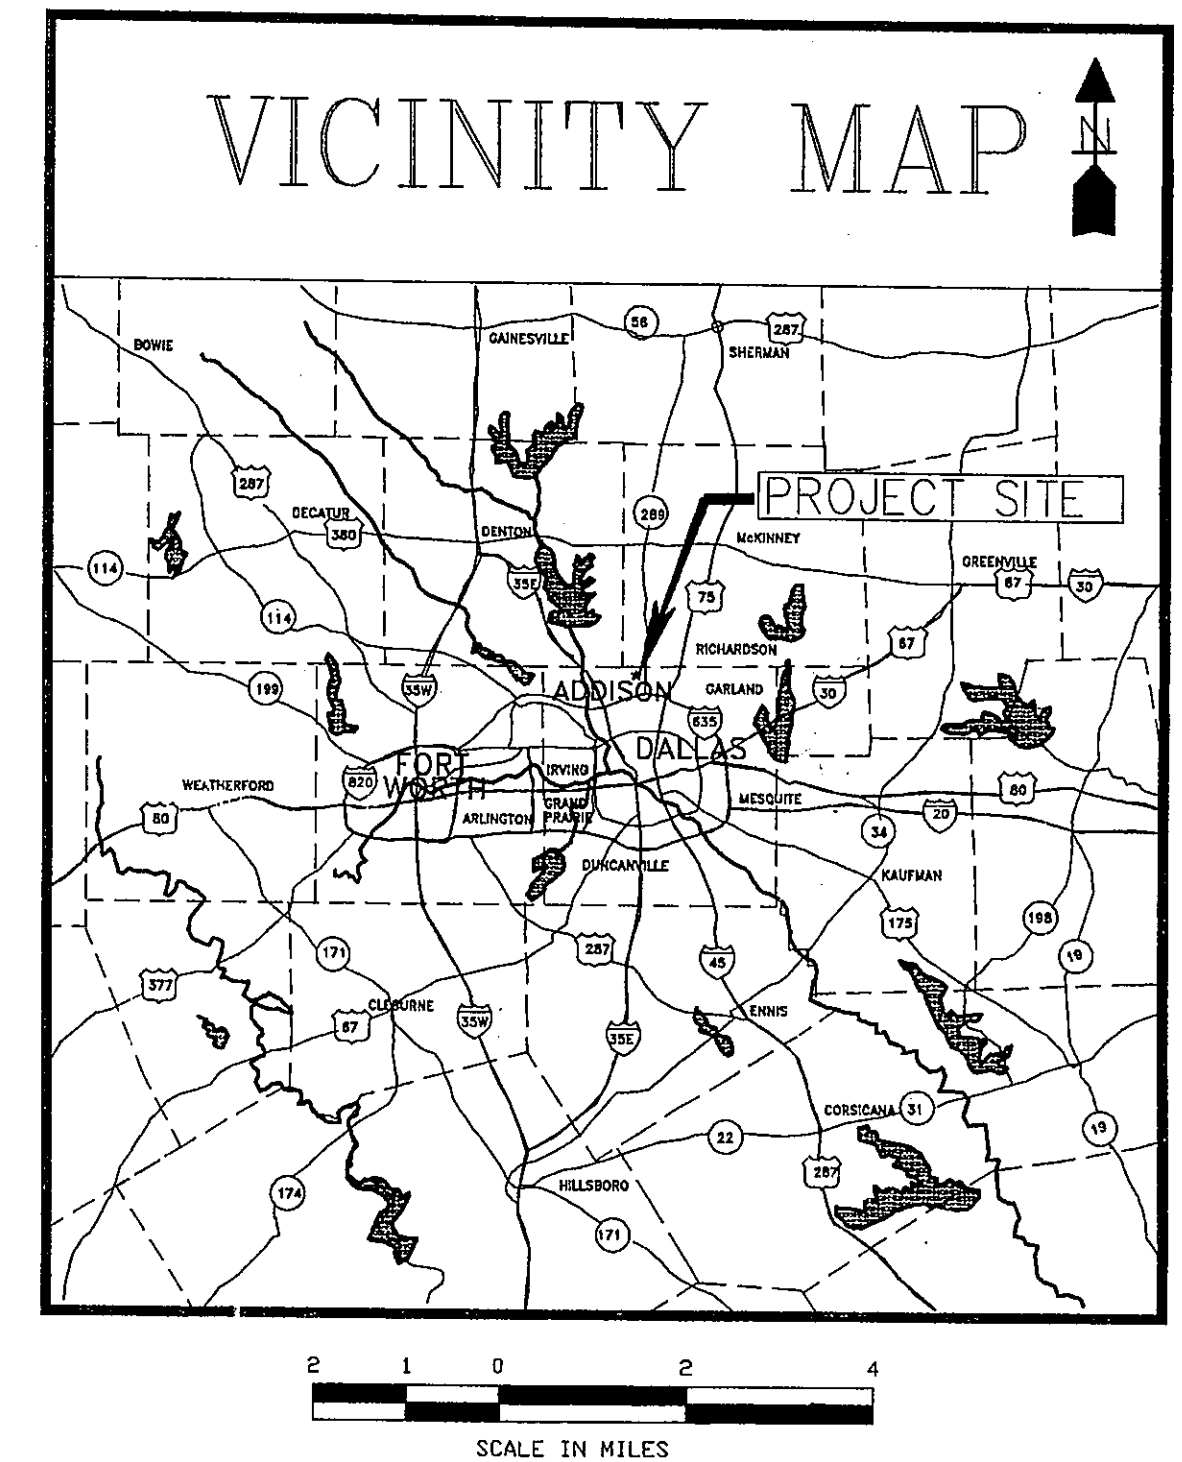 VICINITY MAP
N
56
287
GAINESVILLE
BOWIE
SHERMAN
287
PROJECT SITE
DECATUR
289
380
DENTON
McKINNEY
GREENVILLE
114
35E
67
30
75
114
67
RICHARDSON
199
35W
ADDISON
GARLAND
30
635
DALLAS
FORT
WORTH
IRVING
820
WEATHERFORD
80
MESQUITE
GRAND
PRAIRIE
80
ARLINGTON
20
34
DUNCANVILLE
KAUFMAN
198
175
171
287
19
45
377
CLEBURNE
ENNIS
35W
67
35E
CORSICANA
31
19
22
287
HILLSBORO
174
171
2 1 0 2 4
SCALE IN MILES